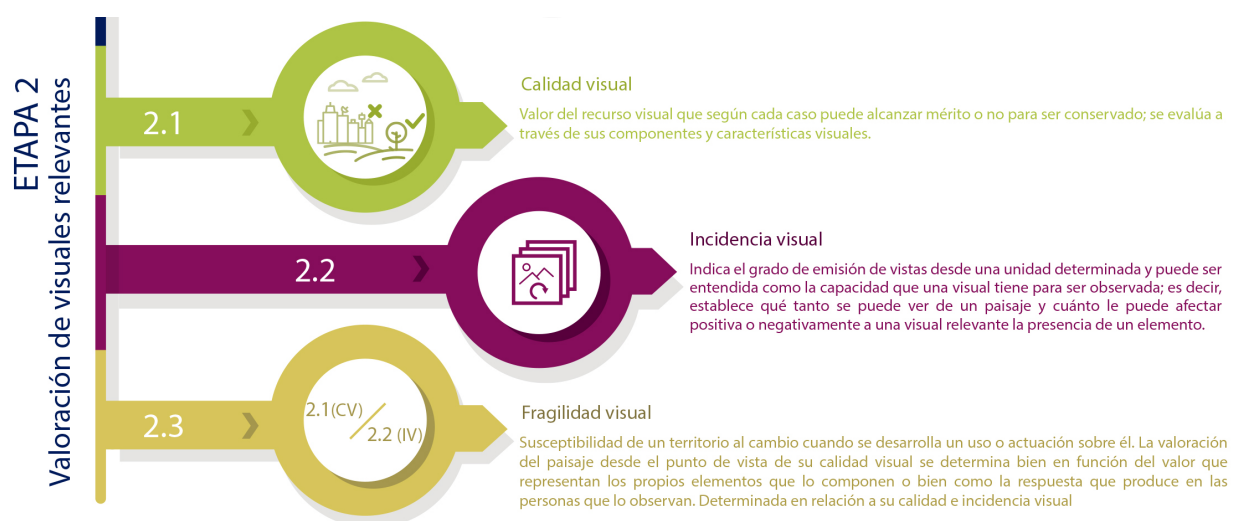 ETAPA 2
Valoración de visuales relevantes
2.1
Calidad visual
Valor del recurso visual que según cada caso puede alcanzar mérito o no para ser conservado; se evalúa a
través de sus componentes y características visuales.
2.2
Incidencia visual
Indica el grado de emisión de vistas desde una unidad determinada y puede ser
entendida como la capacidad que una visual tiene para ser observada; es decir,
establece qué tanto se puede ver de un paisaje y cuánto le puede afectar
positiva o negativamente a una visual relevante la presencia de un elemento.
2.3
2.1(CV)
2.2 (IV)
Fragilidad visual
Susceptibilidad de un territorio al cambio cuando se desarrolla un uso o actuación sobre él. La valoración
del paisaje desde el punto de vista de su calidad visual se determina bien en función del valor que
representan los propios elementos que lo componen o bien como la respuesta que produce en las
personas que lo observan. Determinada en relación a su calidad e incidencia visual